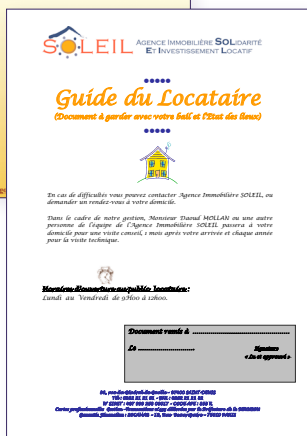 SOLEIL AGENCE IMMOBILIÈRE SOLIDARITÉ
ET INVESTISSEMENT LOCATIF
Guide du Locataire
(Document à garder avec votre bail et l'Etat des lieux)
En cas de difficultés vous pouvez contacter Agence Immobilière SOLEIL, ou
demander un rendez-vous à votre domicile.
Dans le cadre de notre gestion, Monsieur Daoud MOLLAN ou une autre
personne de l'équipe de l'Agence Immobilière SOLEIL passera à votre
domicile pour une visite conseil, 1 mois après votre arrivée et chaque année
pour la visite technique.
Horaires d'ouverture au public locataire :
Lundi au Vendredi de 9H00 à 12h00.
Document remis à
Le
Signature
« Lu et approuvé »